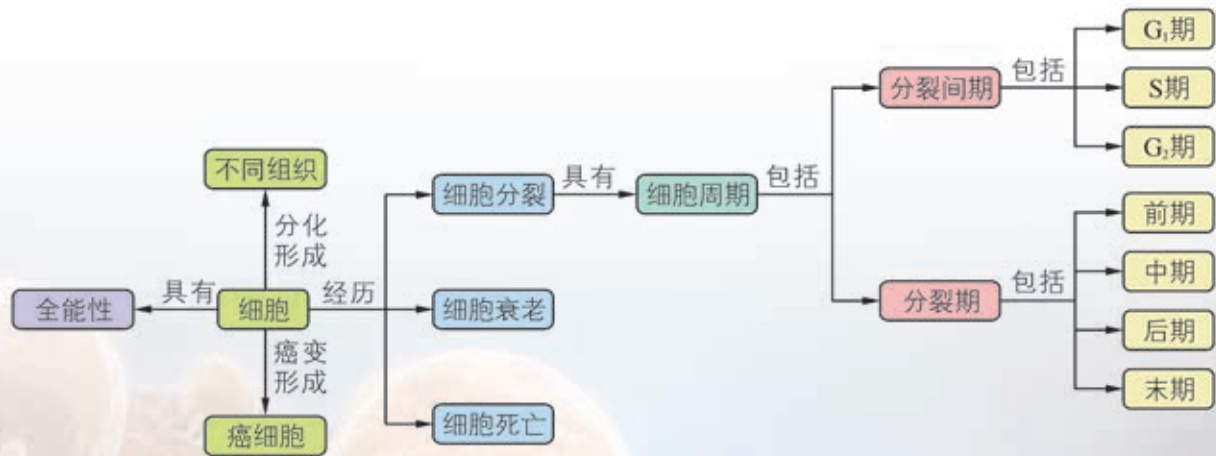 G₁期
分裂间期
包括
S期
G₂期
不同组织
细胞分裂
具有
细胞周期
包括
分化
形成
前期
中期
全能性
具有
细胞
经历
细胞衰老
分裂期
包括
后期
癌变
形成
末期
癌细胞
细胞死亡